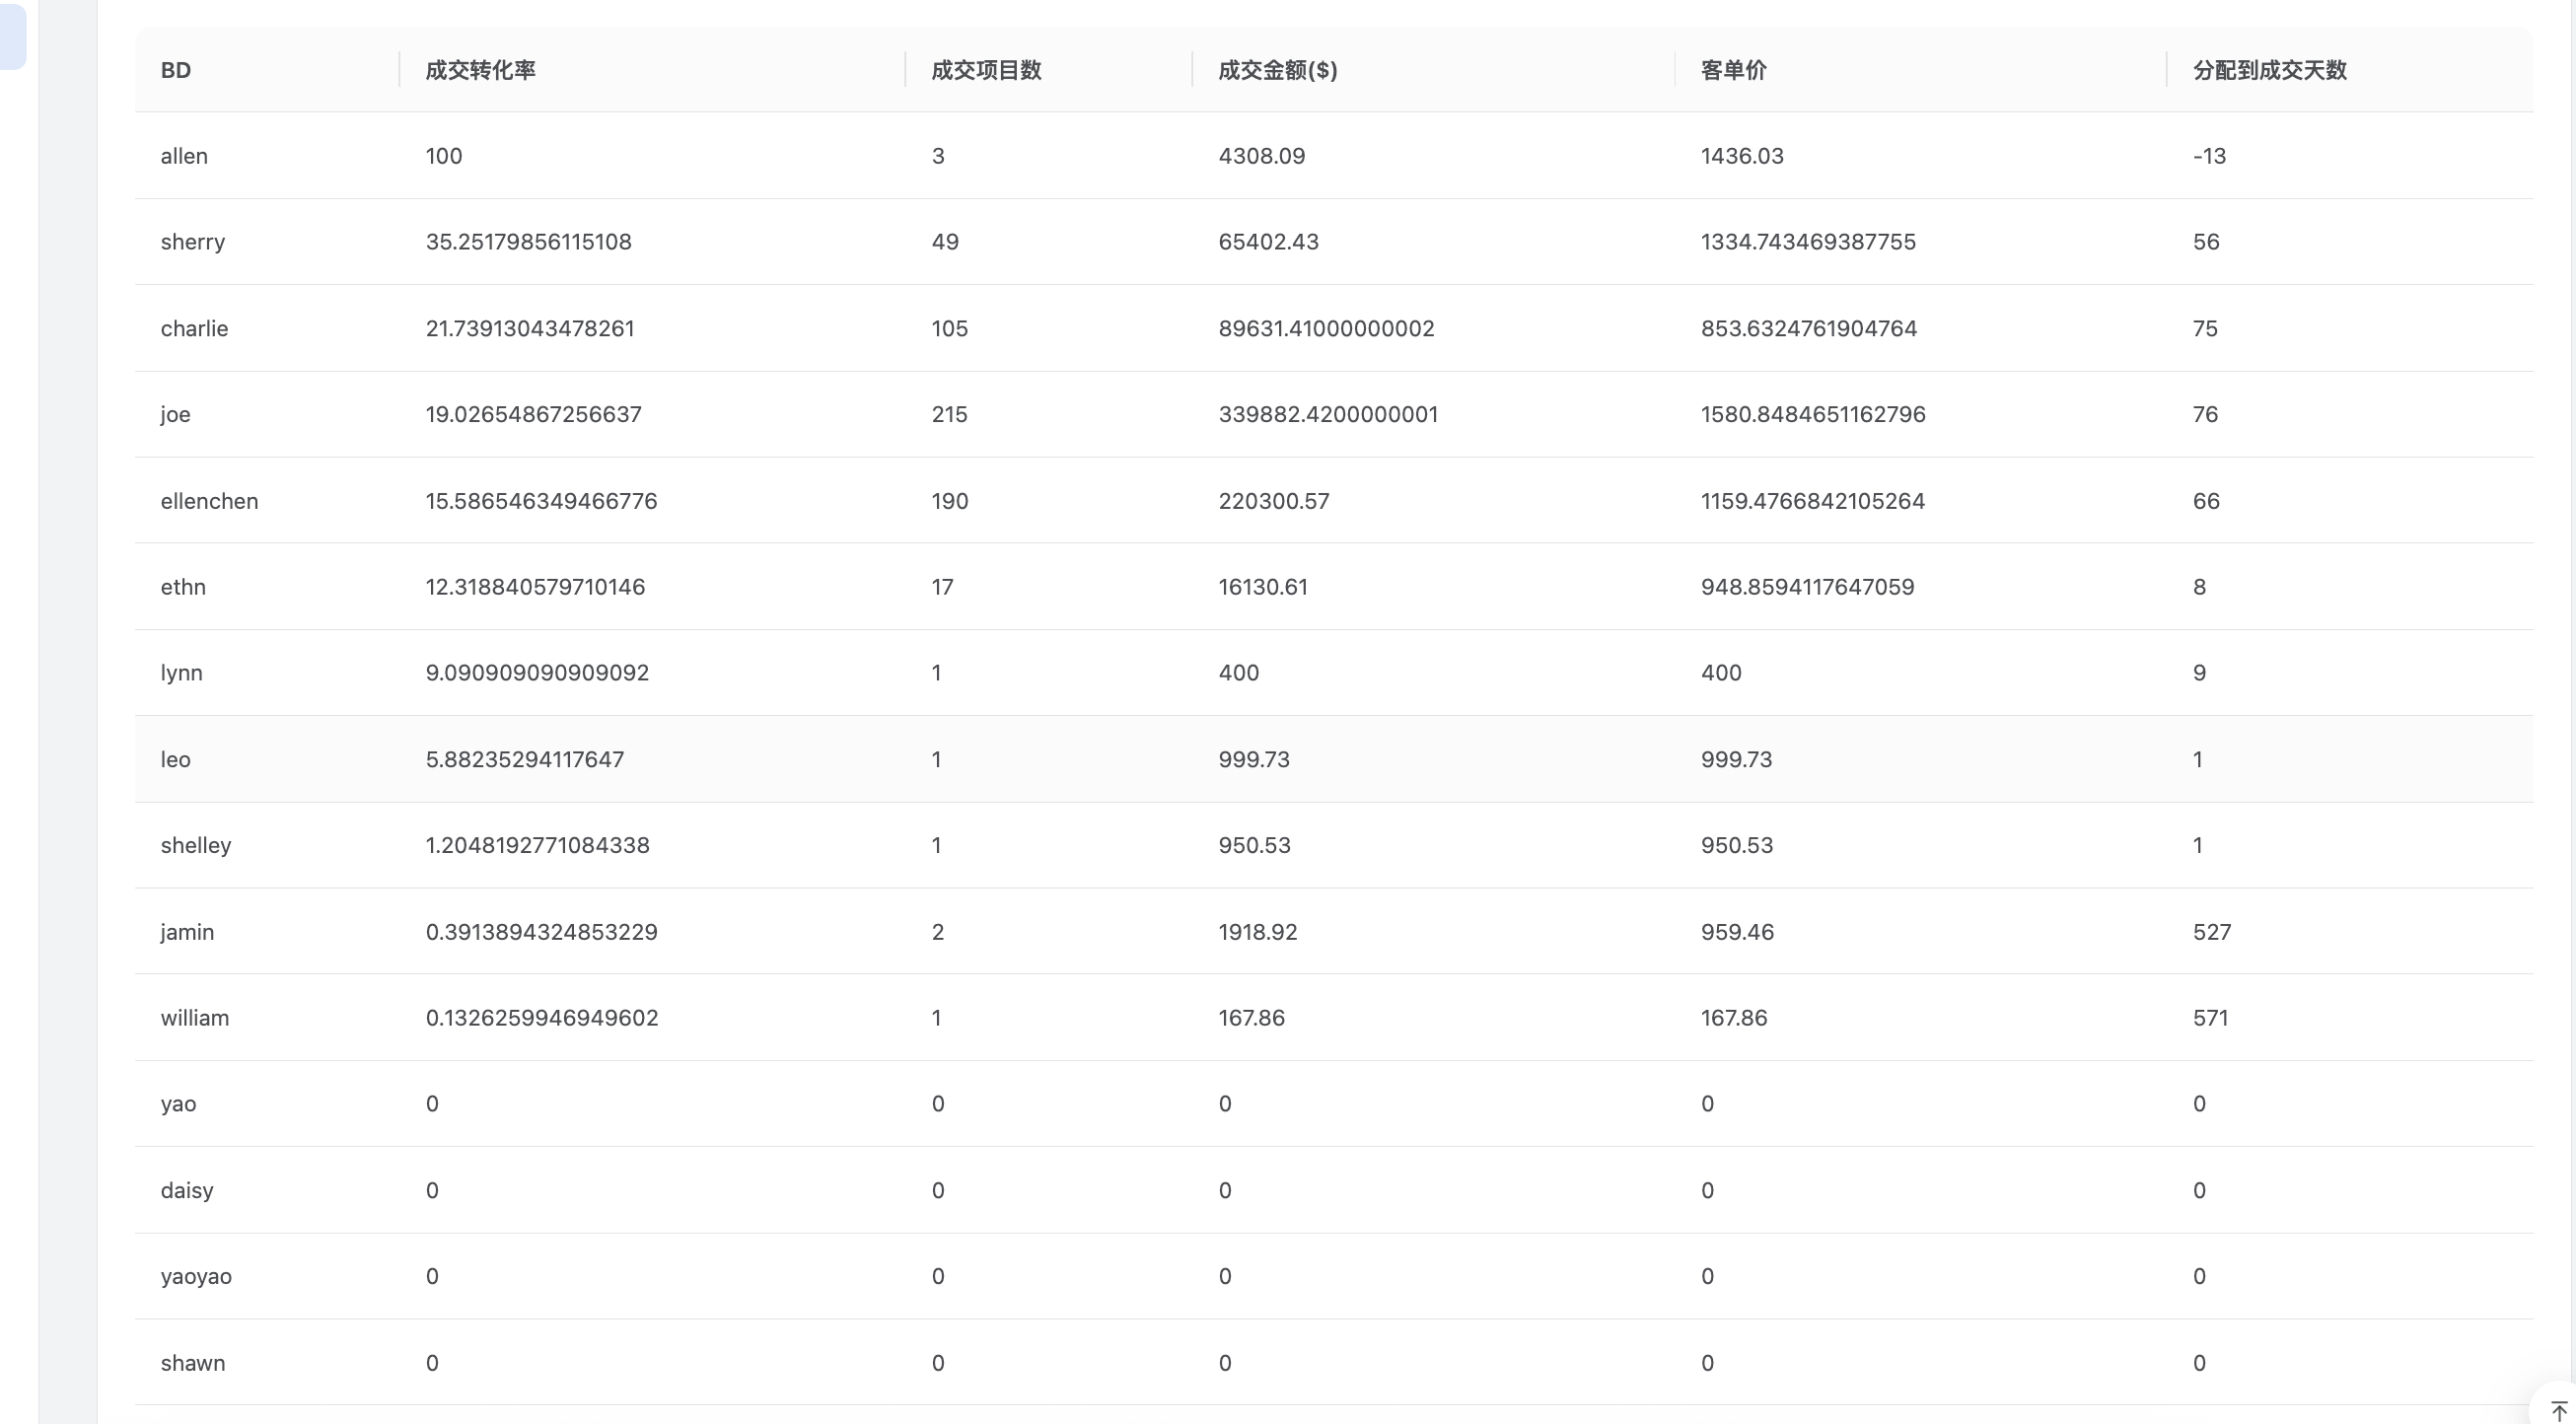 BD 成交转化率 成交项目数 成交金额($) 客单价 分配到成交天数
allen 100 3 4308.09 1436.03 -13
sherry 35.25179856115108 49 65402.43 1334.743469387755 56
charlie 21.73913043478261 105 89631.41000000002 853.6324761904764 75
joe 19.02654867256637 215 339882.4200000001 1580.8484651162796 76
ellenchen 15.586546349466776 190 220300.57 1159.4766842105264 66
ethn 12.318840579710146 17 16130.61 948.8594117647059 8
lynn 9.090909090909092 1 400 400 9
leo 5.88235294117647 1 999.73 999.73 1
shelley 1.2048192771084338 1 950.53 950.53 1
jamin 0.3913894324853229 2 1918.92 959.46 527
william 0.1326259946949602 1 167.86 167.86 571
yao 0 0 0 0 0
daisy 0 0 0 0 0
yaoyao 0 0 0 0 0
shawn 0 0 0 0 0